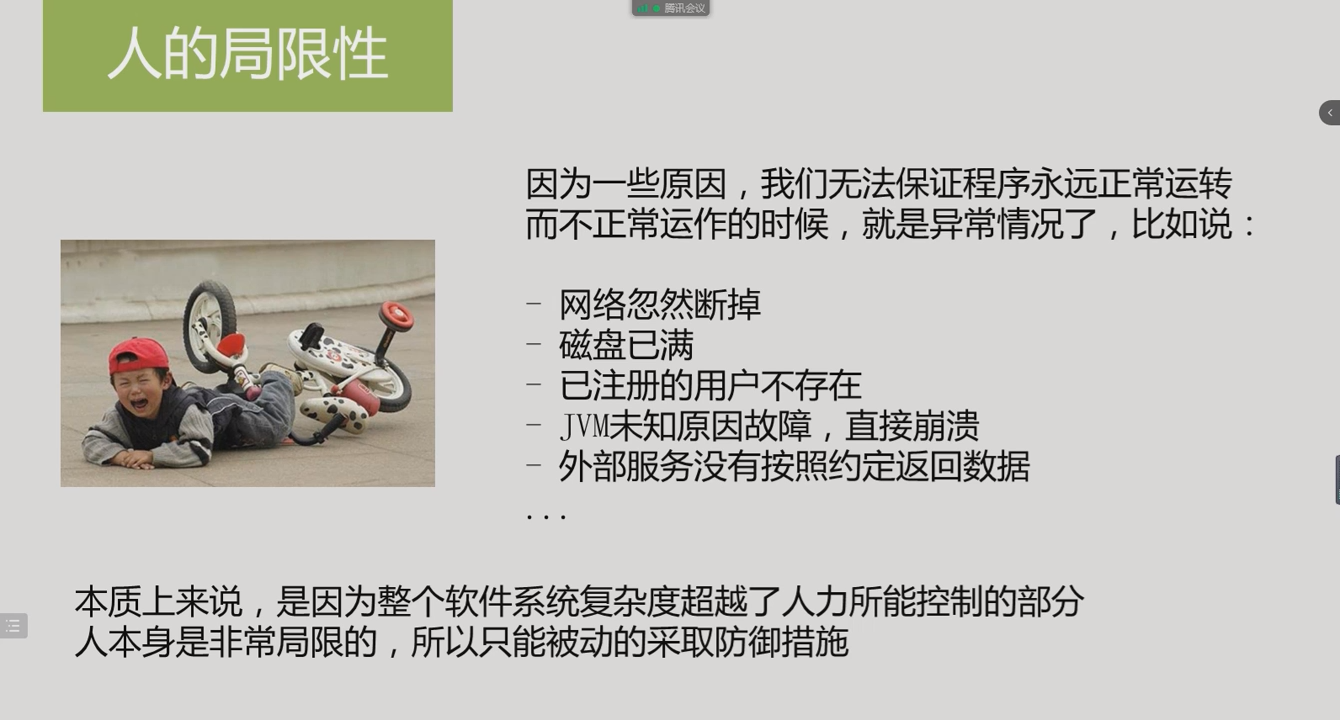 腾讯会议
人的局限性
因为一些原因，我们无法保证程序永远正常运转
而不正常运作的时候，就是异常情况了，比如说：
- 网络忽然断掉
- 磁盘已满
- 已注册的用户不存在
- JVM未知原因故障，直接崩溃
- 外部服务没有按照约定返回数据
...
本质上来说，是因为整个软件系统复杂度超越了人力所能控制的部分
人本身是非常局限的，所以只能被动的采取防御措施